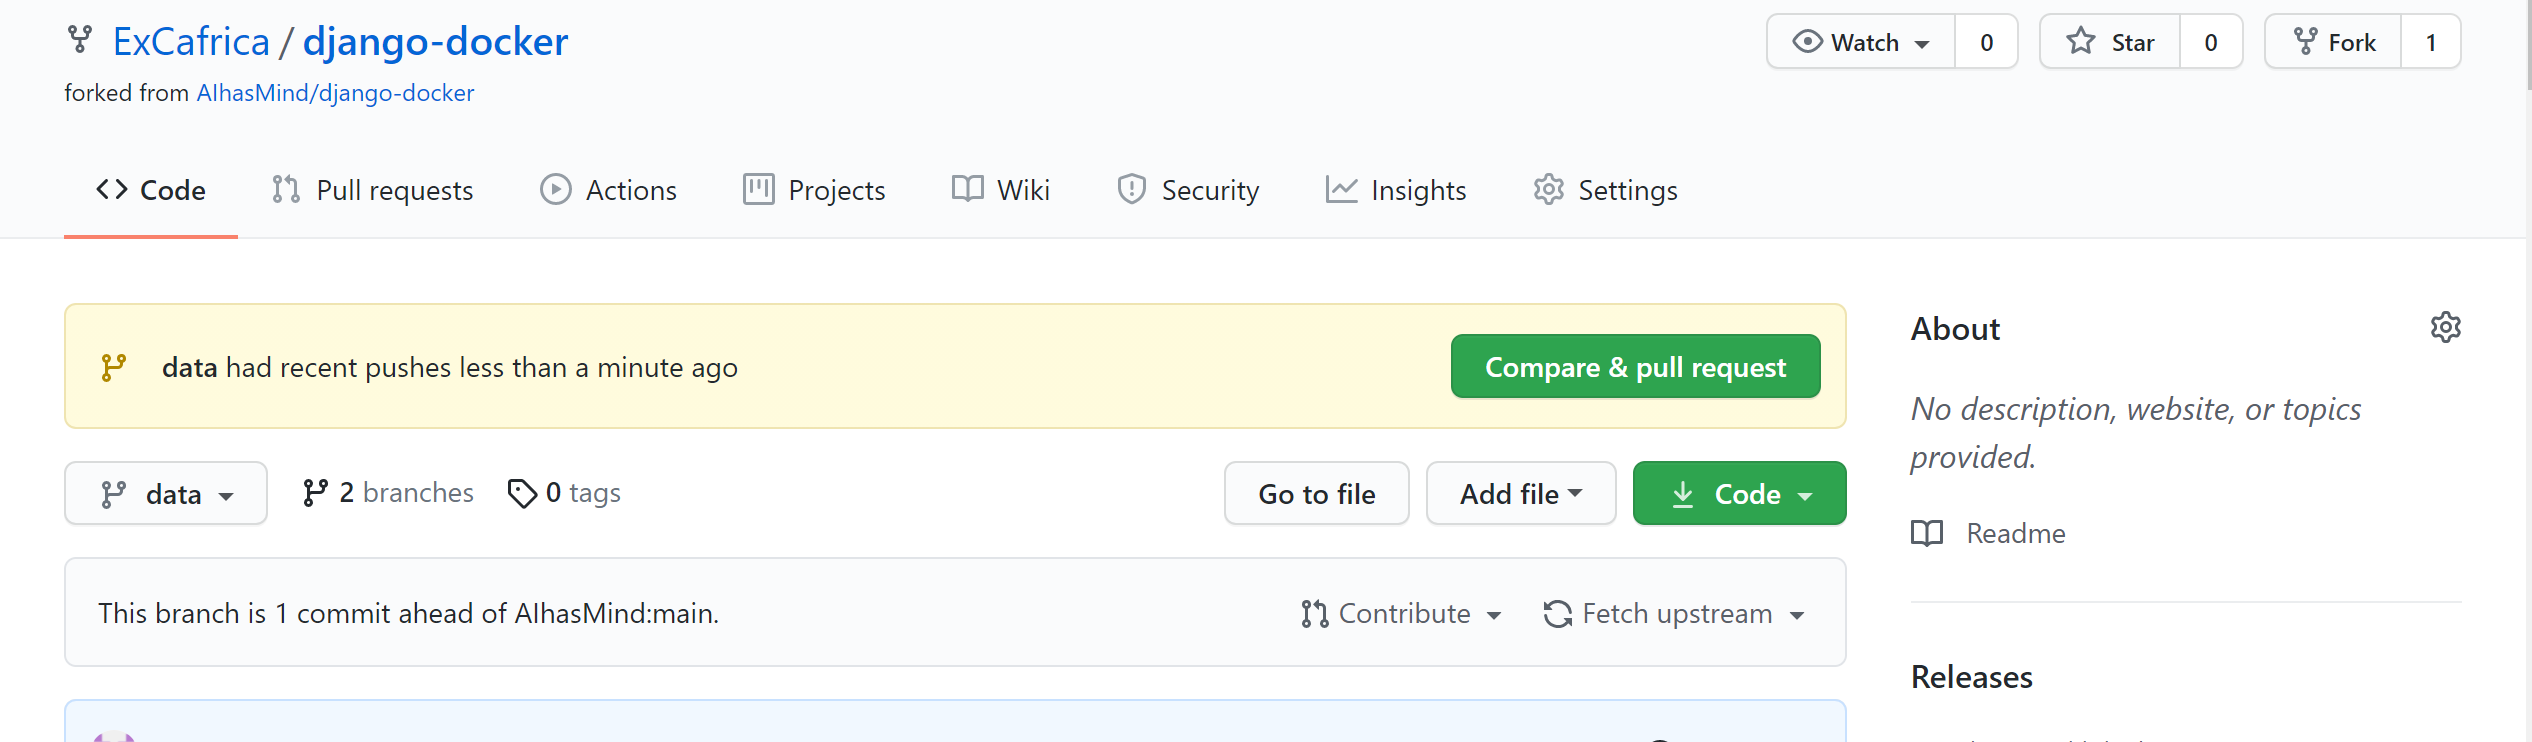 ExCafrica / django-docker
Watch 0
Star 0
Fork 1
forked from AIhasMind/django-docker
Code
Pull requests
Actions
Projects
Wiki
Security
Insights
Settings
data had recent pushes less than a minute ago
Compare & pull request
data
2 branches
0 tags
Go to file
Add file
Code
This branch is 1 commit ahead of AIhasMind:main.
Contribute
Fetch upstream
About
No description, website, or topics
provided.
Readme
Releases